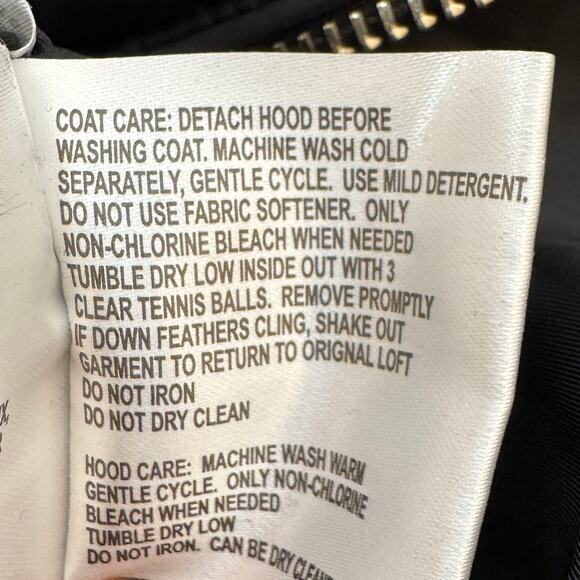 COAT CARE: DETACH HOOD BEFORE
WASHING COAT. MACHINE WASH COLD
SEPARATELY, GENTLE CYCLE. USE MILD DETERGENT.
DO NOT USE FABRIC SOFTENER. ONLY
NON-CHLORINE BLEACH WHEN NEEDED
TUMBLE DRY LOW INSIDE OUT WITH 3
CLEAR TENNIS BALLS. REMOVE PROMPTLY
IF DOWN FEATHERS CLING, SHAKE OUT
GARMENT TO RETURN TO ORIGNAL LOFT
DO NOT IRON
DO NOT DRY CLEAN
HOOD CARE: MACHINE WASH WARM
GENTLE CYCLE. ONLY NON-CHLORINE
BLEACH WHEN NEEDED
TUMBLE DRY LOW
DO NOT IRON. CAN BE DRY